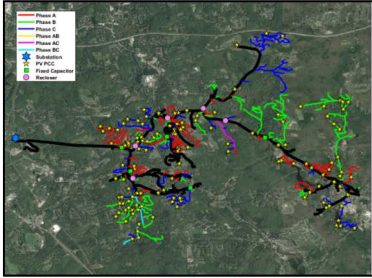 Phase A
Phase B
Phase C
Phase AB
Phase AC
Phase BC
Substation
PV PCC
Fixed Capacitor
Recloser